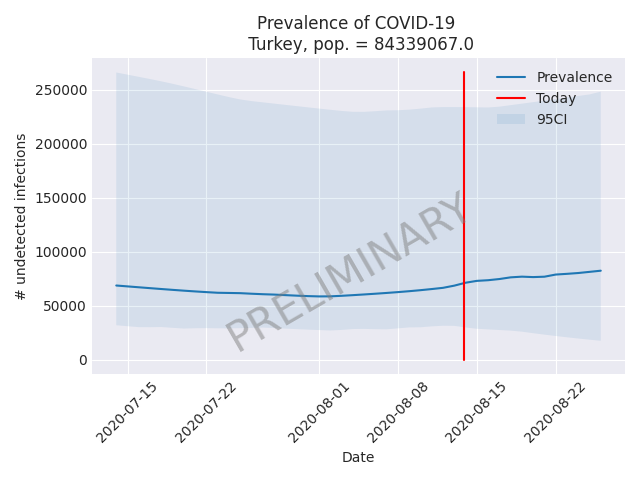 Prevalence of COVID-19
Turkey, pop. = 84339067.0
# undetected infections
250000
200000
150000
100000
50000
0
Prevalence
Today
95CI
PRELIMINARY
2020-07-15
2020-07-22
2020-08-01
2020-08-08
2020-08-15
2020-08-22
Date